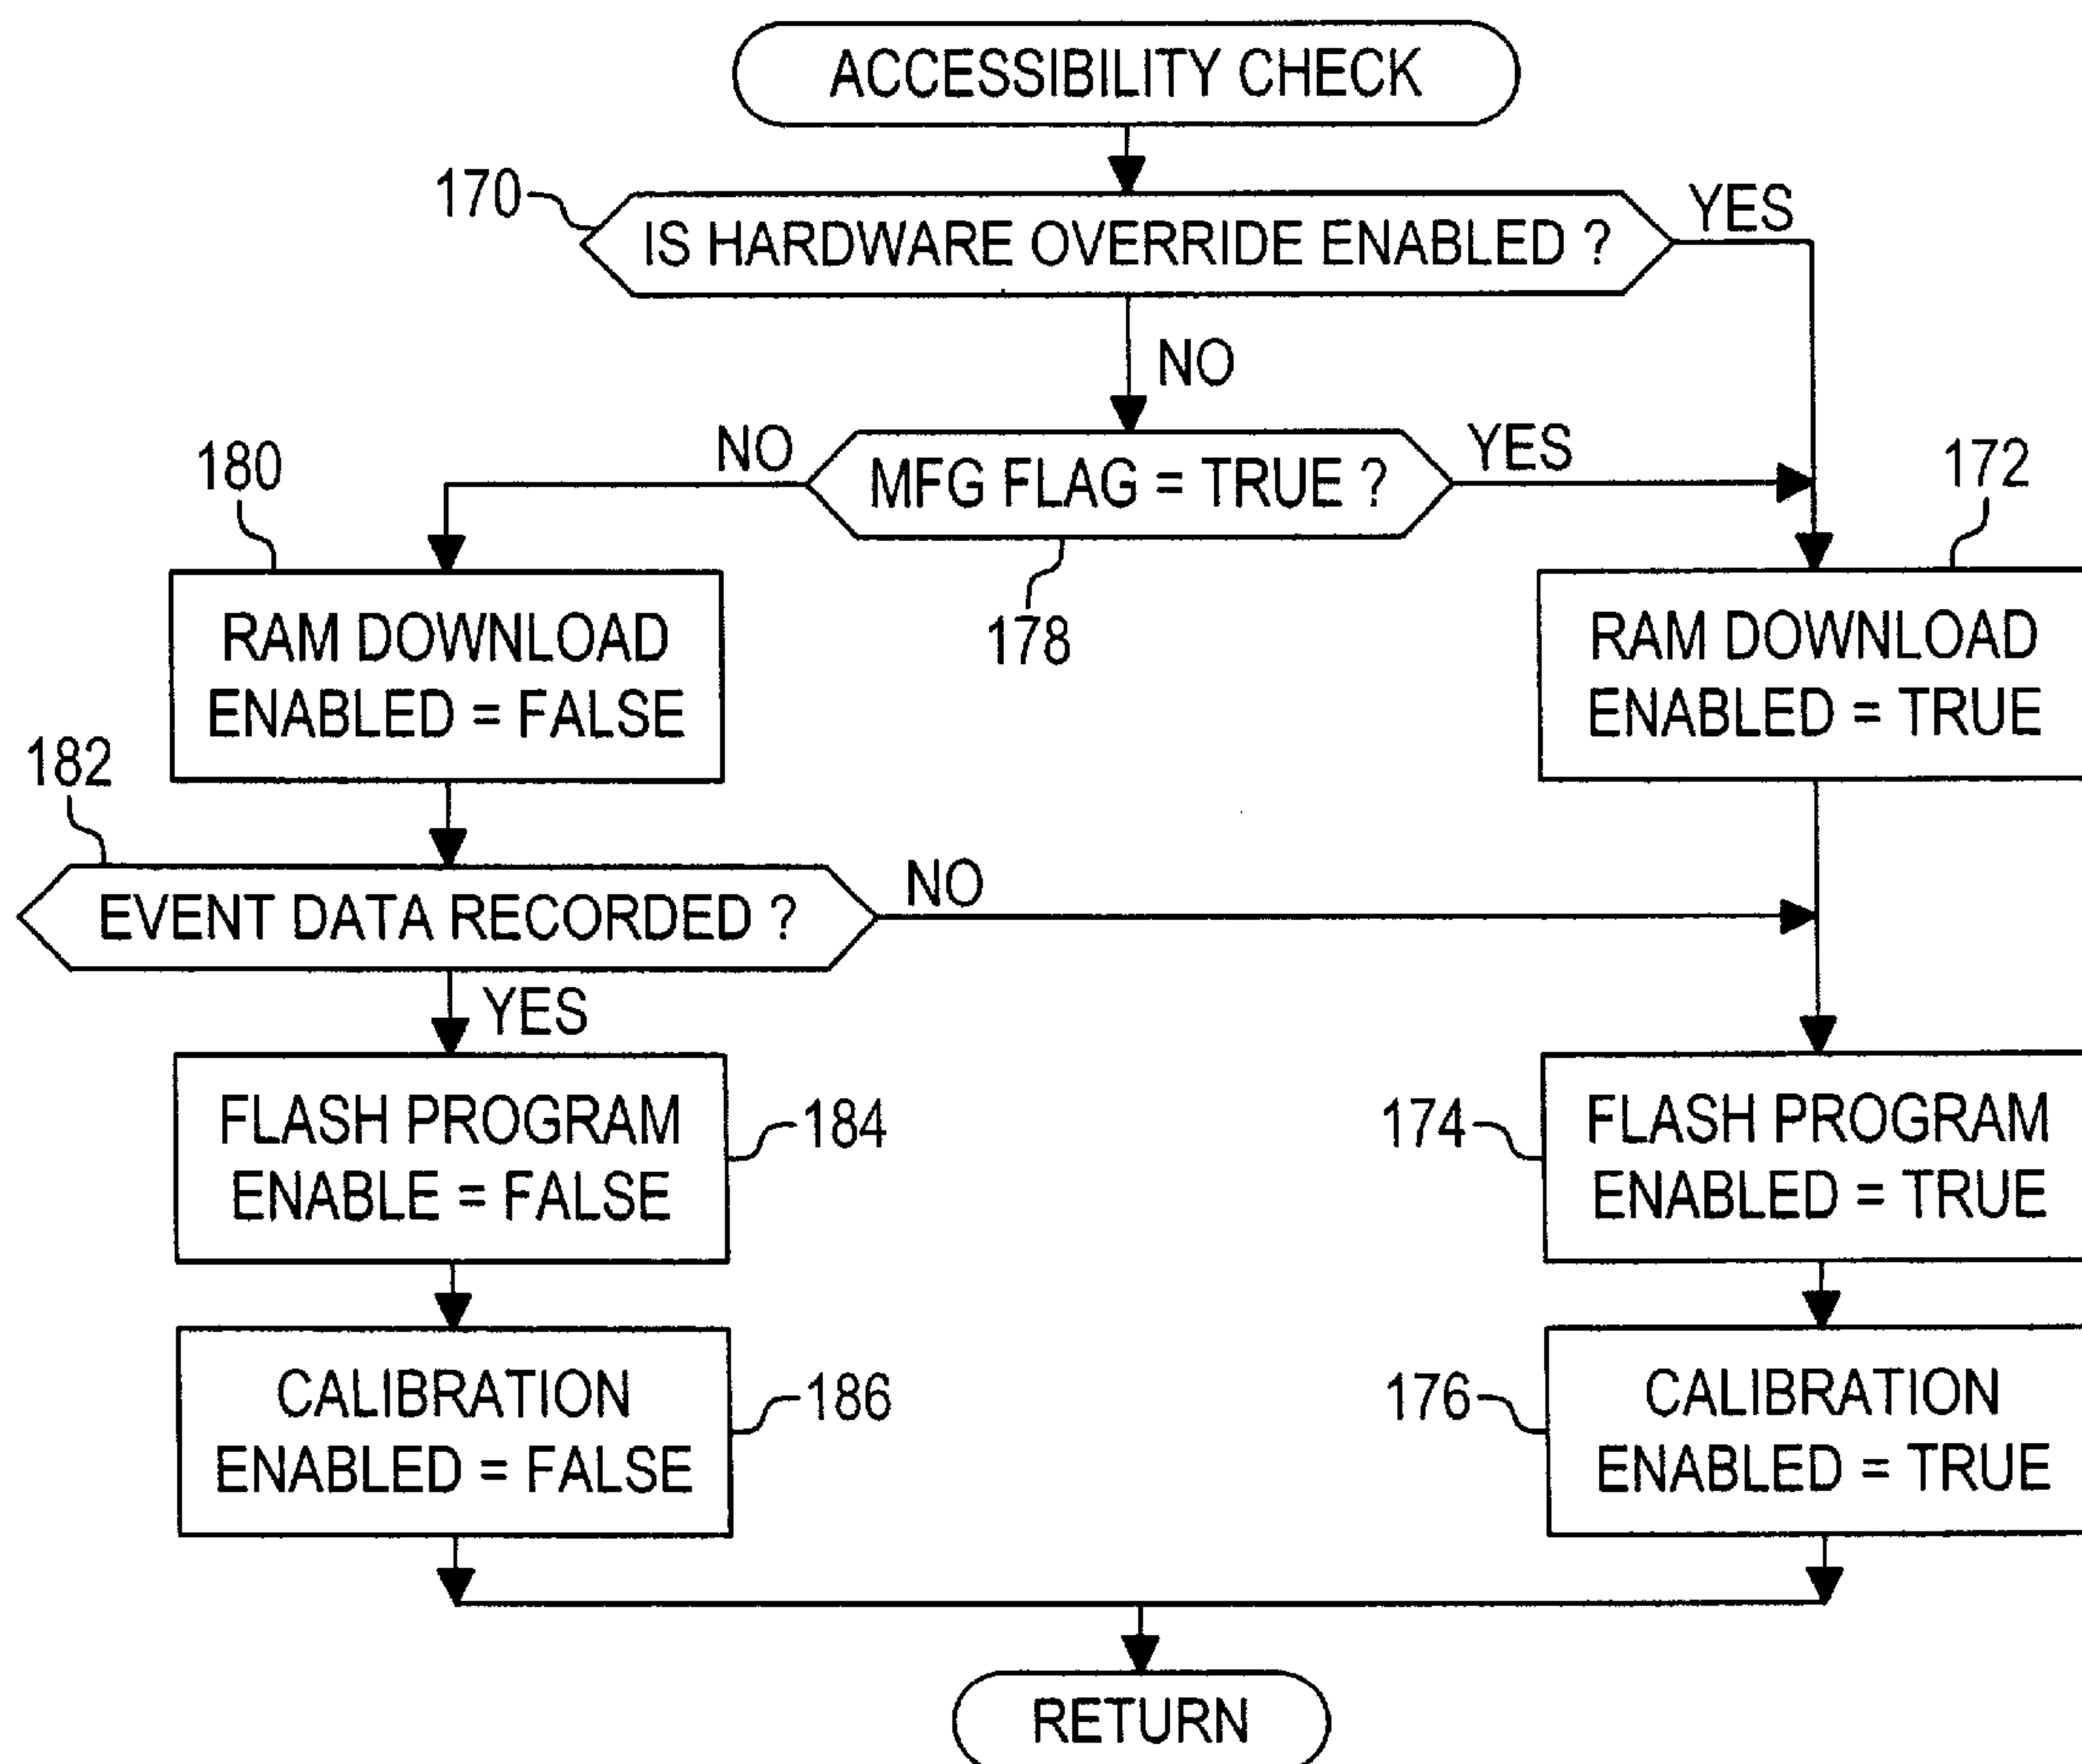 ACCESSIBILITY CHECK
170
IS HARDWARE OVERRIDE ENABLED ?
YES
NO
NO
MFG FLAG = TRUE ?
YES
180
178
172
RAM DOWNLOAD
ENABLED = FALSE
RAM DOWNLOAD
ENABLED = TRUE
182
EVENT DATA RECORDED ?
NO
YES
FLASH PROGRAM
ENABLE = FALSE
184
174
FLASH PROGRAM
ENABLED = TRUE
CALIBRATION
ENABLED = FALSE
186
176
CALIBRATION
ENABLED = TRUE
RETURN